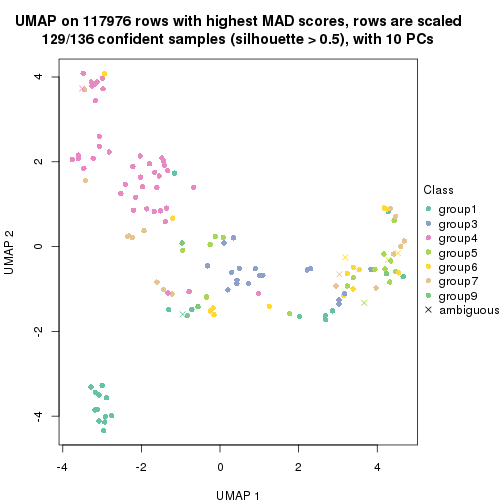 UMAP on 117976 rows with highest MAD scores, rows are scaled
129/136 confident samples (silhouette > 0.5), with 10 PCs
4
2
0
-2
-4
UMAP 2
-4
-2
0
2
4
UMAP 1
Class
group1
group3
group4
group5
group6
group7
group9
ambiguous